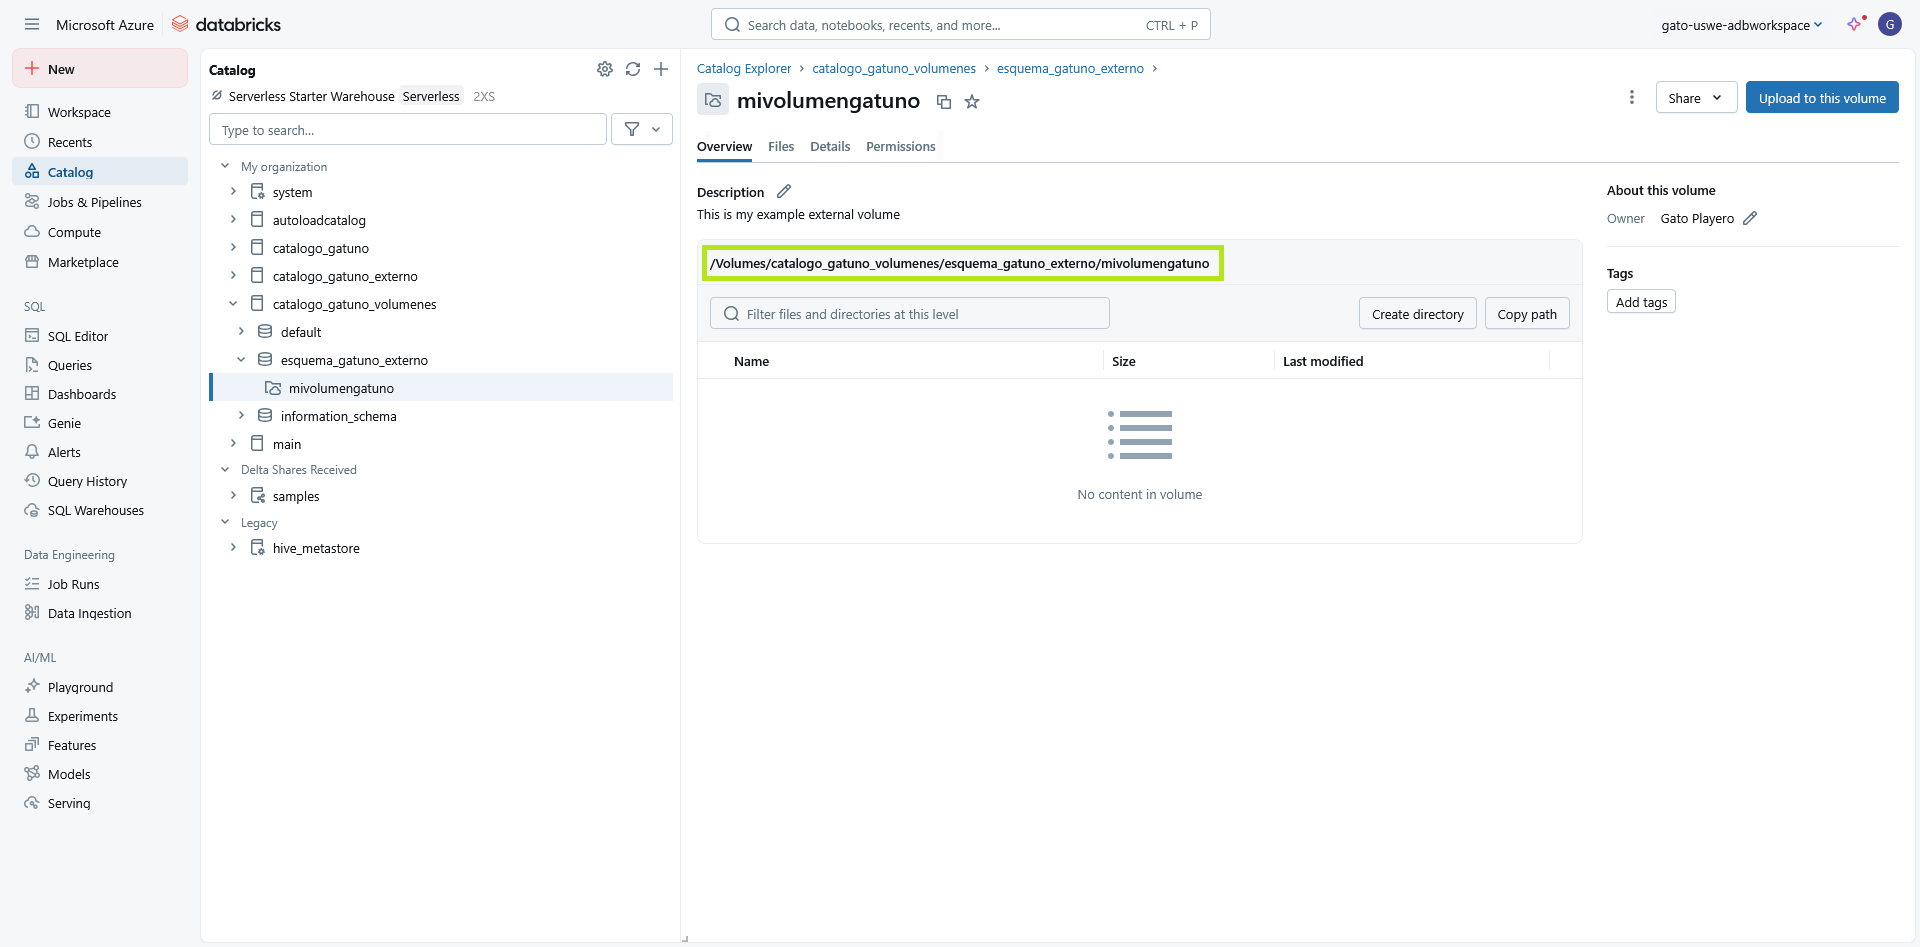 Microsoft Azure
databricks
Search data, notebooks, recents, and more...
CTRL + P
gato-uswe-adbworkspace
G
New
Workspace
Recents
Catalog
Jobs & Pipelines
Compute
Marketplace
SQL
SQL Editor
Queries
Dashboards
Genie
Alerts
Query History
SQL Warehouses
Data Engineering
Job Runs
Data Ingestion
AI/ML
Playground
Experiments
Features
Models
Serving
Catalog
Serverless Starter Warehouse Serverless 2XS
Type to search...
My organization
system
autoloadcatalog
catalogo_gatuno
catalogo_gatuno_externo
catalogo_gatuno_volumenes
default
esquema_gatuno_externo
mivolumengatuno
information_schema
main
Delta Shares Received
samples
Legacy
hive_metastore
Catalog Explorer > catalogo_gatuno_volumenes > esquema_gatuno_externo >
mivolumengatuno
Share
Upload to this volume
Overview Files Details Permissions
Description
This is my example external volume
/Volumes/catalogo_gatuno_volumenes/esquema_gatuno_externo/mivolumengatuno
Filter files and directories at this level
Create directory
Copy path
Name Size Last modified
No content in volume
About this volume
Owner Gato Playero
Tags
Add tags